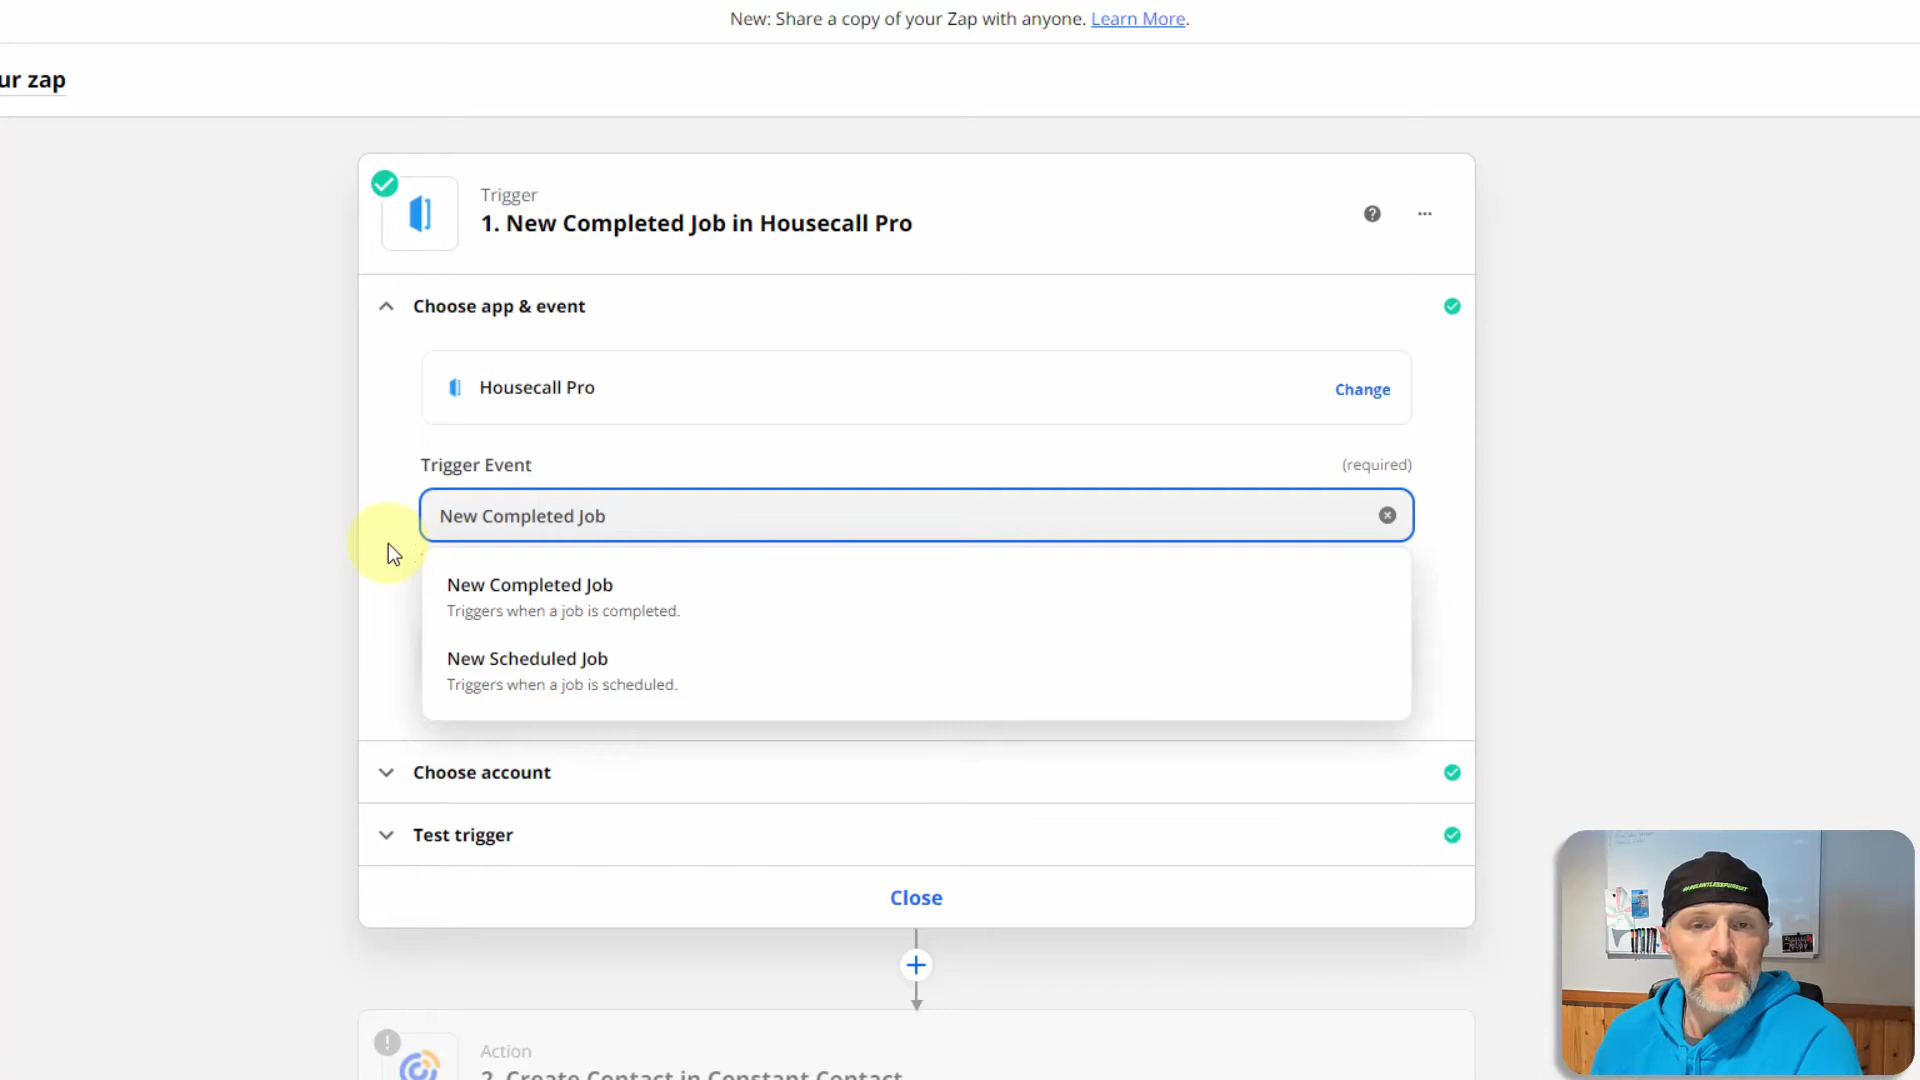 New: Share a copy of your Zap with anyone. Learn More.
ur zap
Trigger
1. New Completed Job in Housecall Pro
Choose app & event
Housecall Pro
Change
Trigger Event
(required)
New Completed Job
New Completed Job
Triggers when a job is completed.
New Scheduled Job
Triggers when a job is scheduled.
Choose account
Test trigger
Close
Action
2. Create Contact in Constant Contact
#RELENTLESSPURSUIT